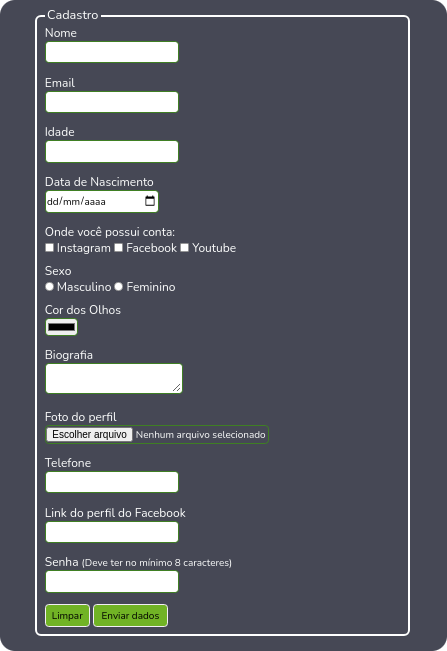 Cadastro
Nome
Email
Idade
Data de Nascimento
dd/mm/aaaa
Onde você possui conta:
Instagram Facebook Youtube
Sexo
Masculino Feminino
Cor dos Olhos
Biografia
Foto do perfil
Escolher arquivo Nenhum arquivo selecionado
Telefone
Link do perfil do Facebook
Senha (Deve ter no mínimo 8 caracteres)
Limpar Enviar dados